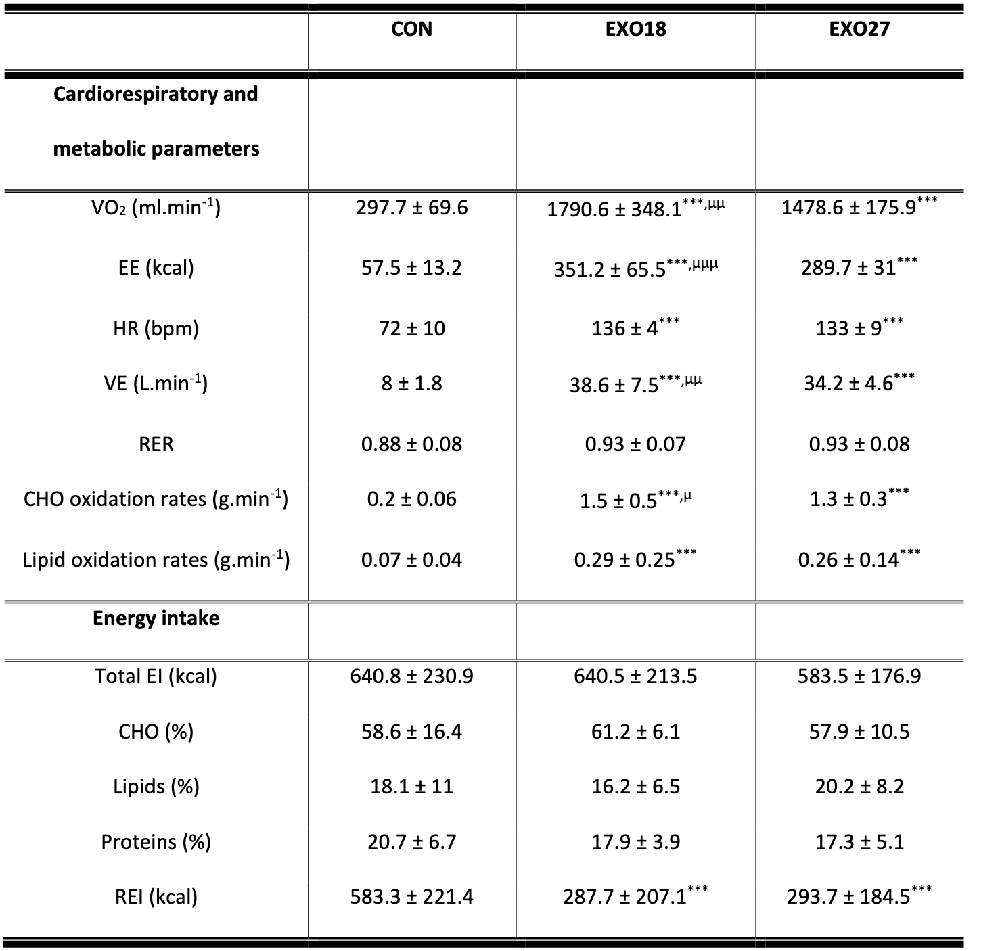 CON EXO18 EXO27
Cardiorespiratory and
metabolic parameters
VO₂ (ml.min⁻¹) 297.7 ± 69.6 1790.6 ± 348.1***,µµ 1478.6 ± 175.9***
EE (kcal) 57.5 ± 13.2 351.2 ± 65.5***,µµµ 289.7 ± 31***
HR (bpm) 72 ± 10 136 ± 4*** 133 ± 9***
VE (L.min⁻¹) 8 ± 1.8 38.6 ± 7.5***,µµ 34.2 ± 4.6***
RER 0.88 ± 0.08 0.93 ± 0.07 0.93 ± 0.08
CHO oxidation rates (g.min⁻¹) 0.2 ± 0.06 1.5 ± 0.5***,µ 1.3 ± 0.3***
Lipid oxidation rates (g.min⁻¹) 0.07 ± 0.04 0.29 ± 0.25*** 0.26 ± 0.14***
Energy intake
Total EI (kcal) 640.8 ± 230.9 640.5 ± 213.5 583.5 ± 176.9
CHO (%) 58.6 ± 16.4 61.2 ± 6.1 57.9 ± 10.5
Lipids (%) 18.1 ± 11 16.2 ± 6.5 20.2 ± 8.2
Proteins (%) 20.7 ± 6.7 17.9 ± 3.9 17.3 ± 5.1
REI (kcal) 583.3 ± 221.4 287.7 ± 207.1*** 293.7 ± 184.5***